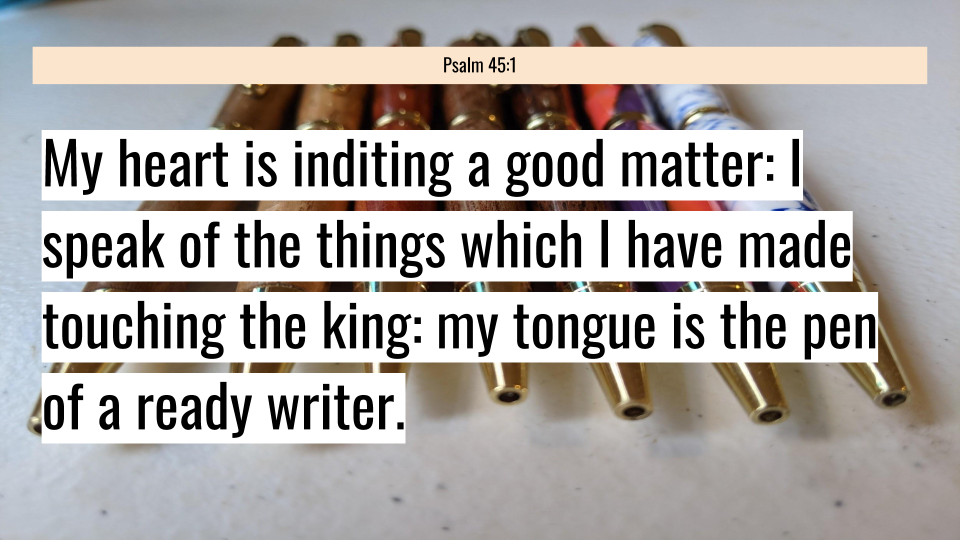 Psalm 45:1
My heart is inditing a good matter: I
speak of the things which I have made
touching the king: my tongue is the pen
of a ready writer.